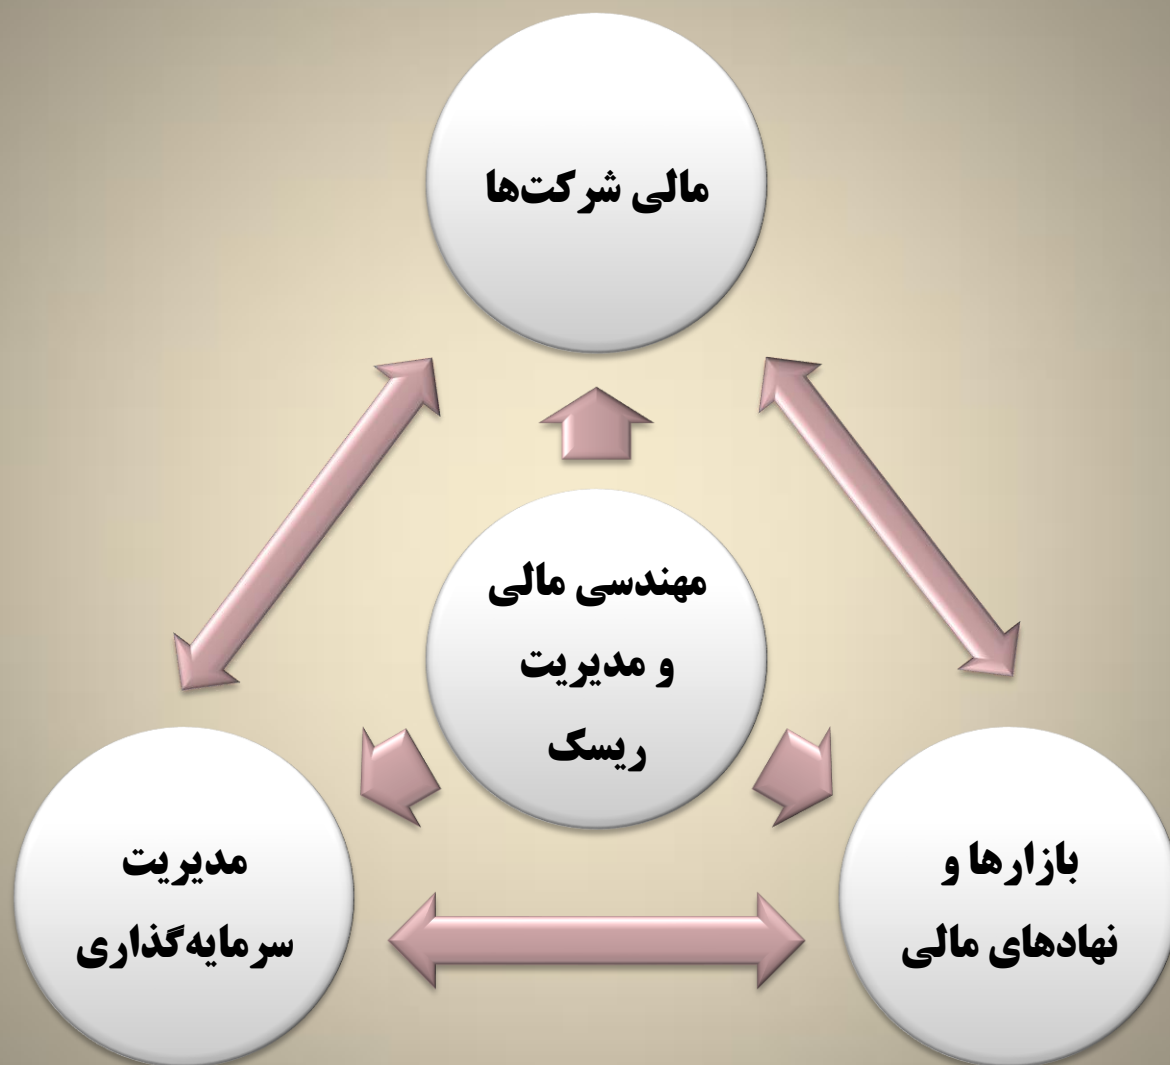 مالی شرکت‌ها
مهندسی مالی
و مدیریت
ریسک
بازارها و
نهادهای مالی
مدیریت
سرمایه‌گذاری